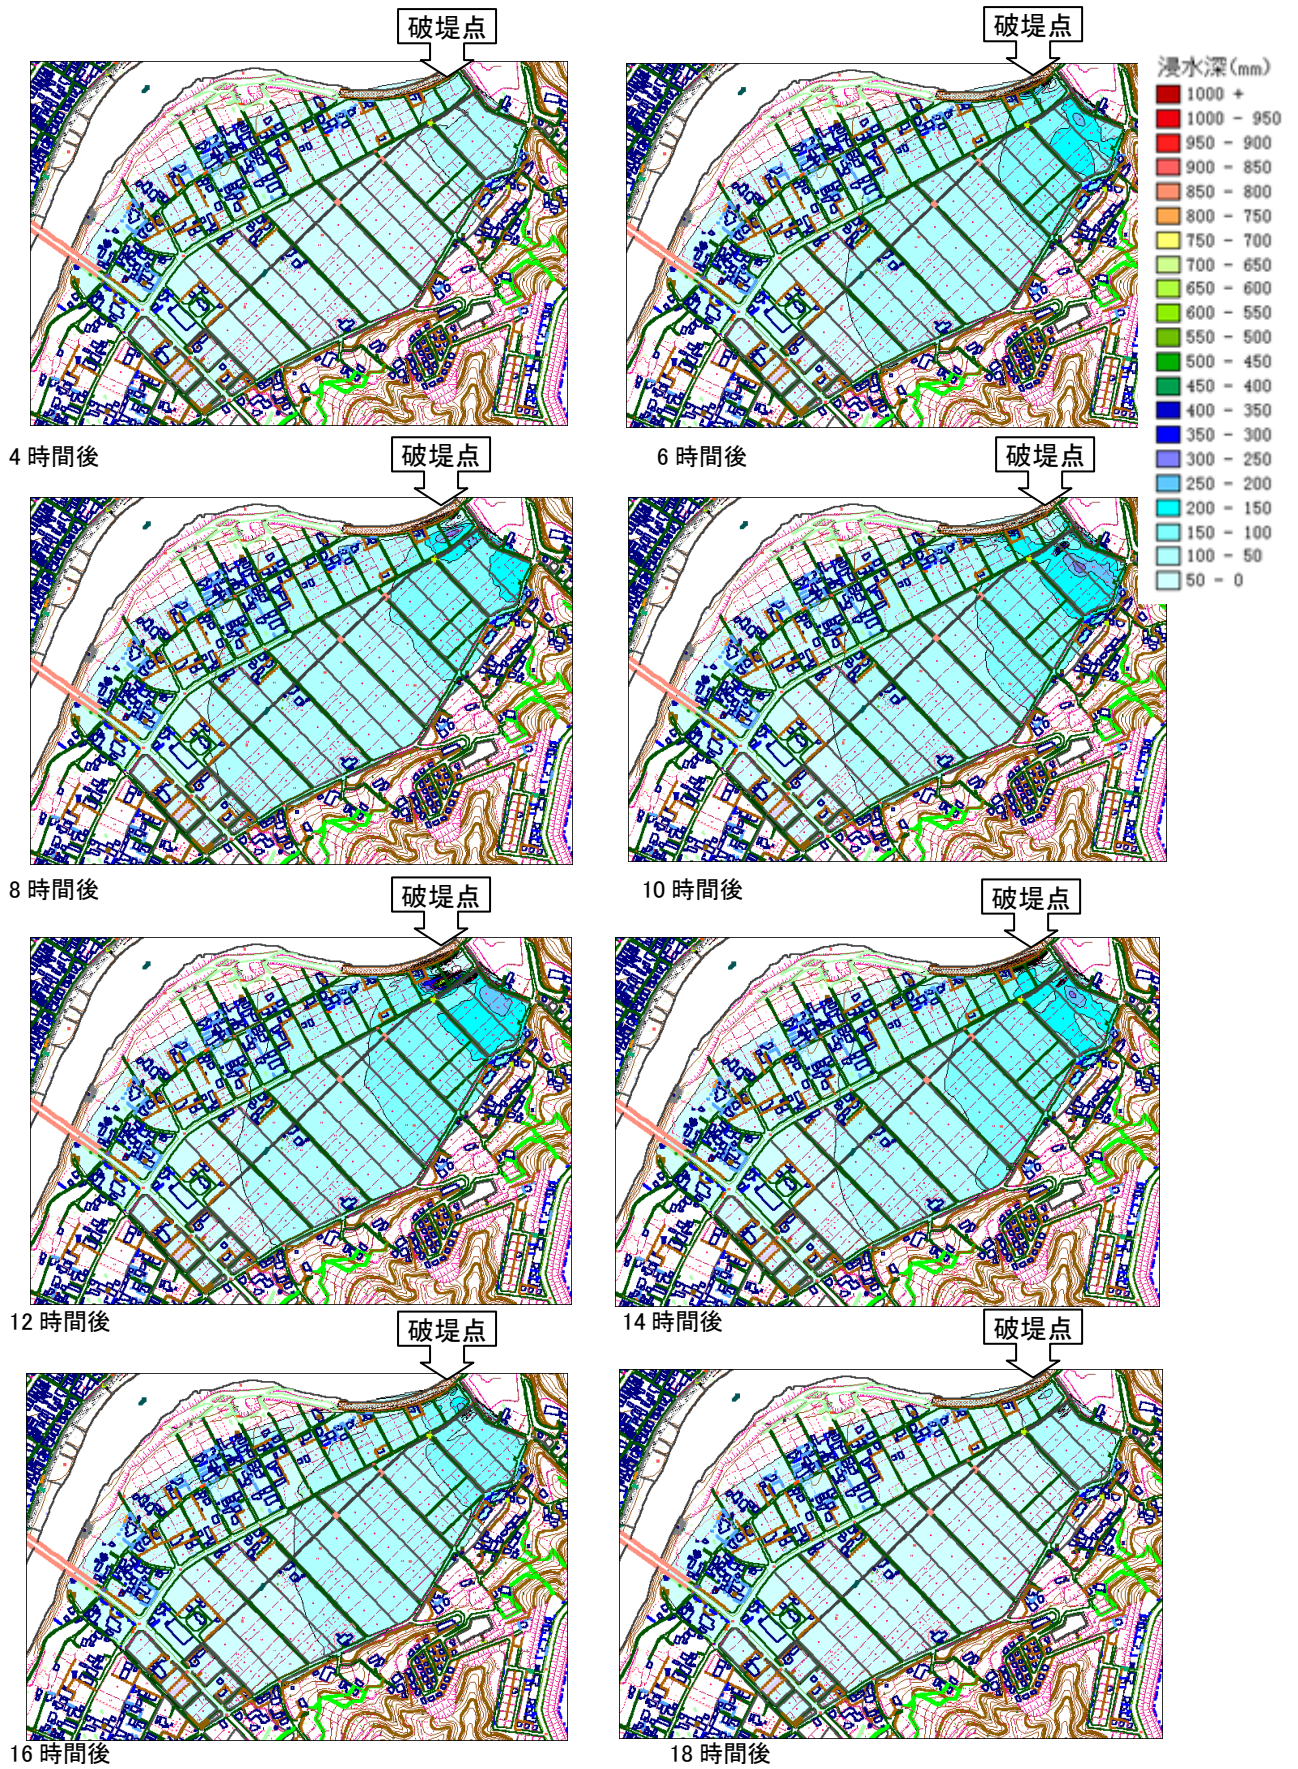 破堤点
破堤点
浸水深(mm)
1000 +
1000 - 950
950 - 900
900 - 850
850 - 800
800 - 750
750 - 700
700 - 650
650 - 600
600 - 550
550 - 500
500 - 450
450 - 400
400 - 350
350 - 300
300 - 250
250 - 200
200 - 150
150 - 100
100 - 50
50 - 0
4 時間後
6 時間後
破堤点
破堤点
8 時間後
10 時間後
破堤点
破堤点
12 時間後
14 時間後
破堤点
破堤点
16 時間後
18 時間後